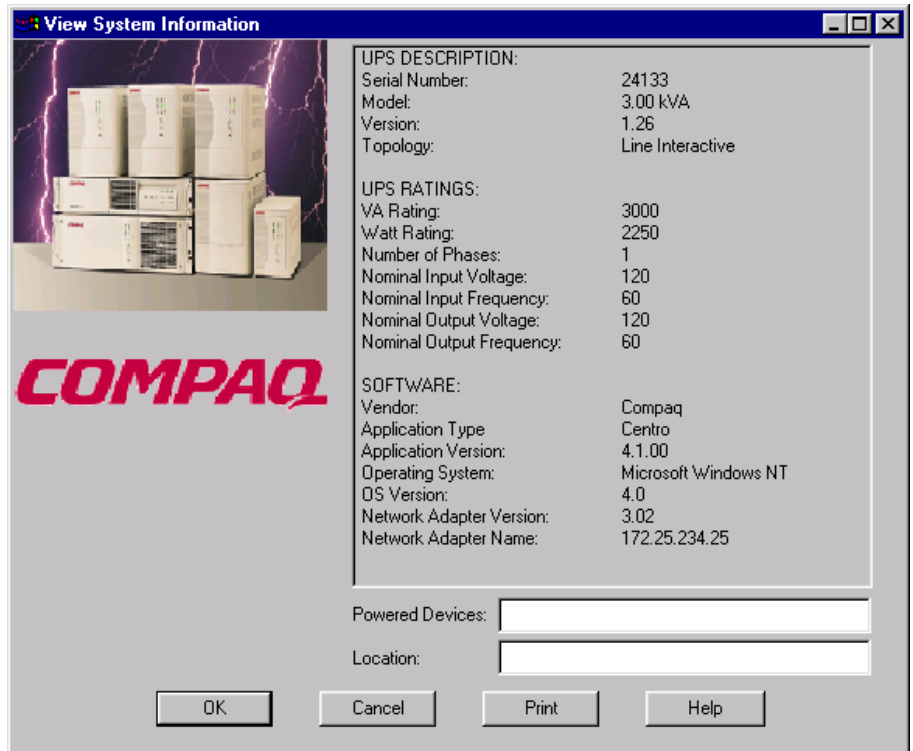 View System Information
UPS DESCRIPTION:
Serial Number: 24133
Model: 3.00 kVA
Version: 1.26
Topology: Line Interactive
UPS RATINGS:
VA Rating: 3000
Watt Rating: 2250
Number of Phases: 1
Nominal Input Voltage: 120
Nominal Input Frequency: 60
Nominal Output Voltage: 120
Nominal Output Frequency: 60
COMPAQ
SOFTWARE:
Vendor: Compaq
Application Type Centro
Application Version: 4.1.00
Operating System: Microsoft Windows NT
OS Version: 4.0
Network Adapter Version: 3.02
Network Adapter Name: 172.25.234.25
Powered Devices:
Location:
OK Cancel Print Help